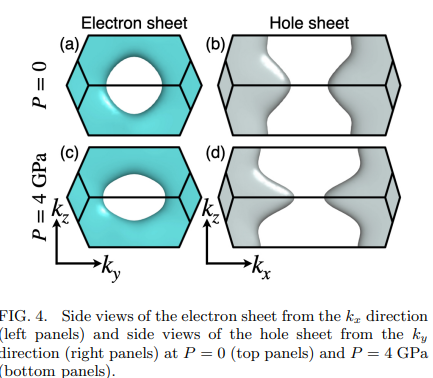 Electron sheet Hole sheet
(a) (b)
P = 0
(c) (d)
P = 4 GPa
k_z k_z
k_y k_x
FIG. 4. Side views of the electron sheet from the k_x direction
(left panels) and side views of the hole sheet from the k_y
direction (right panels) at P = 0 (top panels) and P = 4 GPa
(bottom panels).